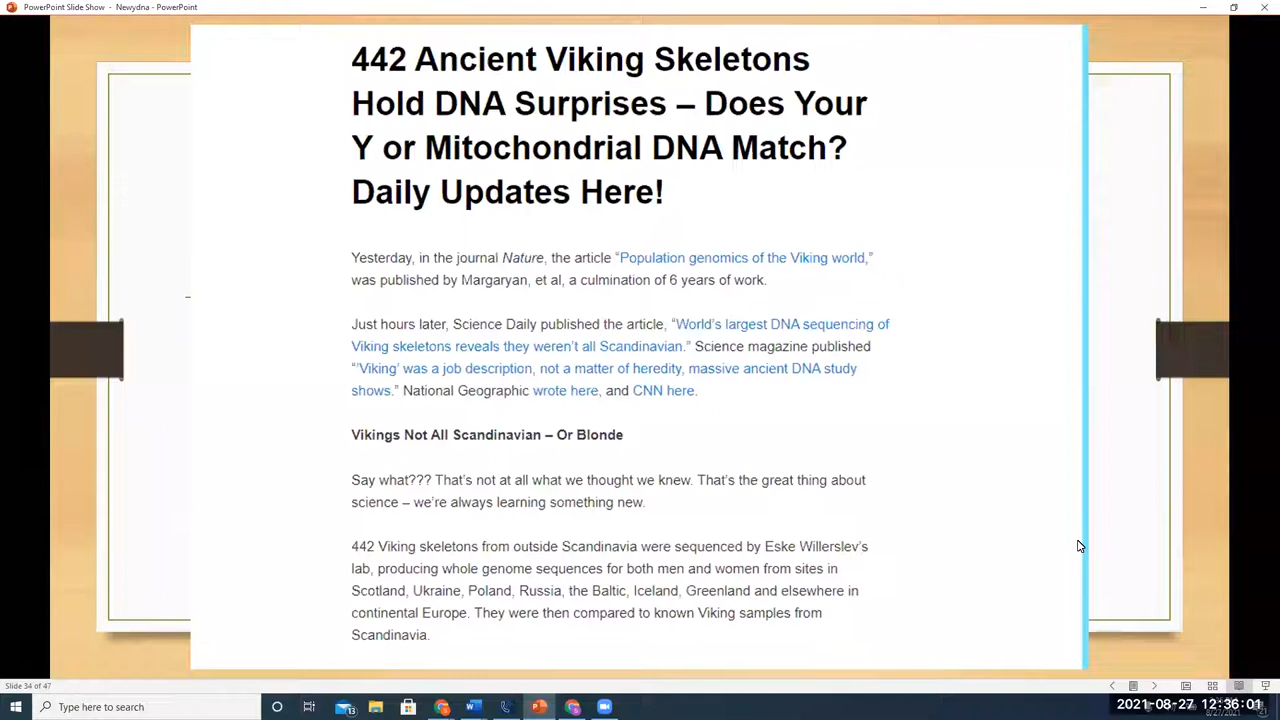 PowerPoint Slide Show - Newydna - PowerPoint
442 Ancient Viking Skeletons
Hold DNA Surprises – Does Your
Y or Mitochondrial DNA Match?
Daily Updates Here!
Yesterday, in the journal Nature, the article “Population genomics of the Viking world,”
was published by Margaryan, et al, a culmination of 6 years of work.
Just hours later, Science Daily published the article, “World’s largest DNA sequencing of
Viking skeletons reveals they weren’t all Scandinavian.” Science magazine published
“‘Viking’ was a job description, not a matter of heredity, massive ancient DNA study
shows.” National Geographic wrote here, and CNN here.
Vikings Not All Scandinavian – Or Blonde
Say what??? That’s not at all what we thought we knew. That’s the great thing about
science – we’re always learning something new.
442 Viking skeletons from outside Scandinavia were sequenced by Eske Willerslev’s
lab, producing whole genome sequences for both men and women from sites in
Scotland, Ukraine, Poland, Russia, the Baltic, Iceland, Greenland and elsewhere in
continental Europe. They were then compared to known Viking samples from
Scandinavia.
Slide 34 of 47
Type here to search
13
2021-08-27 12:36:01